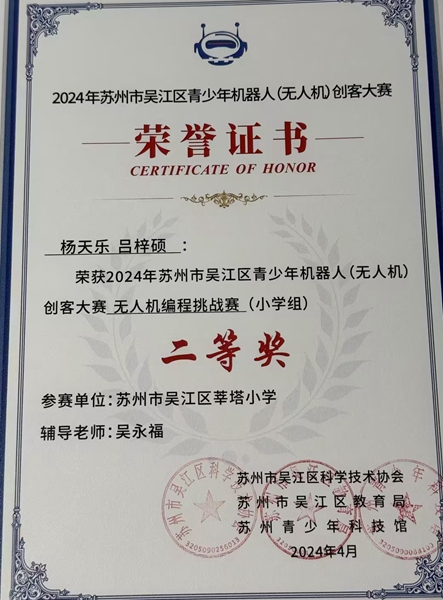 2024年苏州市吴江区青少年机器人(无人机)创客大赛
荣誉证书
CERTIFICATE OF HONOR
杨天乐 吕梓硕 :
荣获2024年苏州市吴江区青少年机器人(无人机)
创客大赛 无人机编程挑战赛 (小学组)
二等奖
参赛单位:苏州市吴江区莘塔小学
辅导老师:吴永福
苏州市吴江区科学技术协会
苏州市吴江区教育局
苏州青少年科技馆
2024年4月